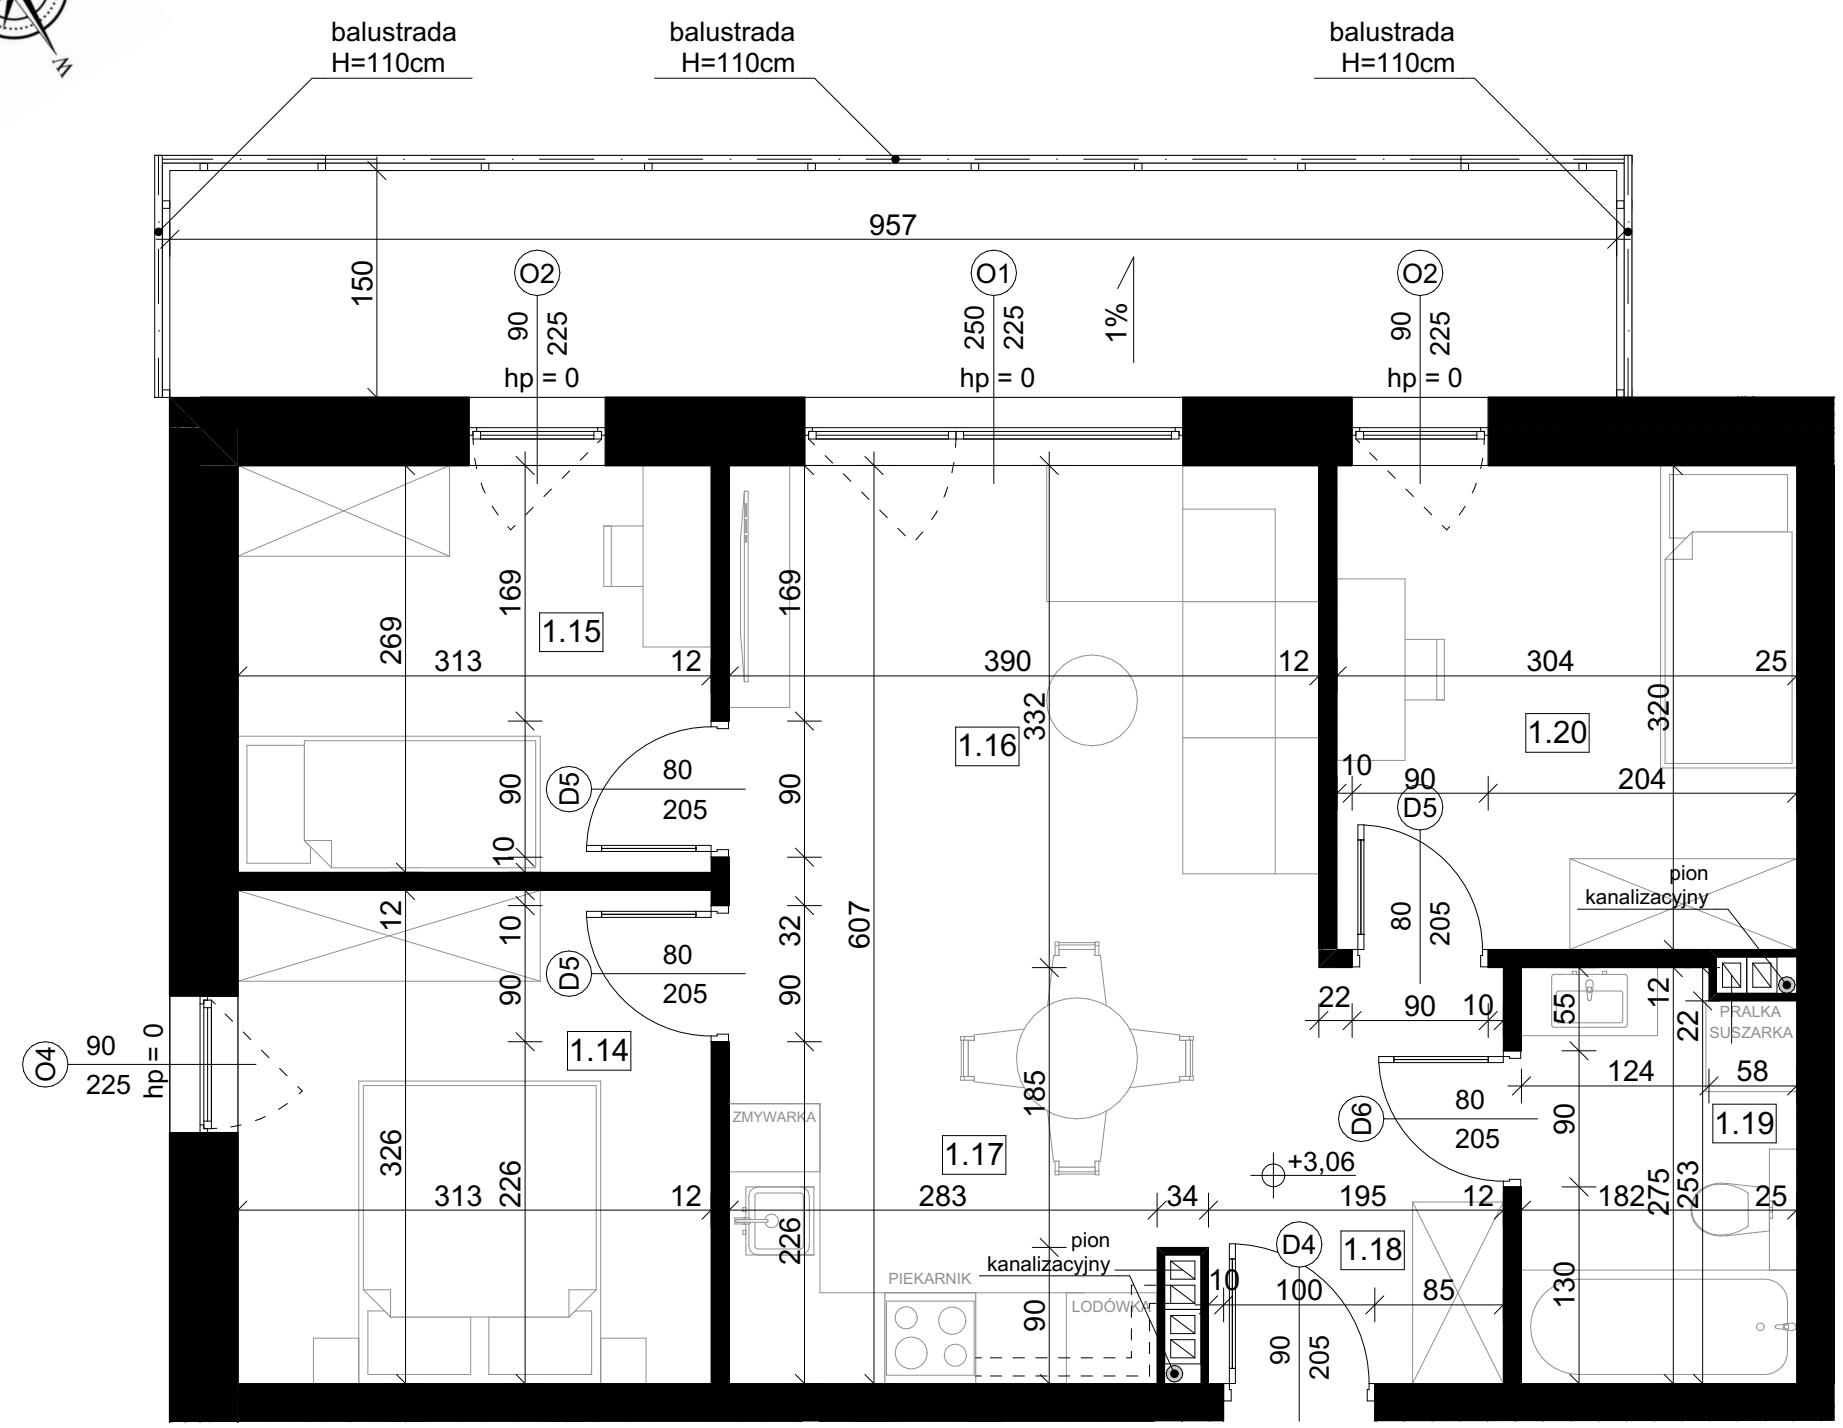 W
balustrada
H=110cm
balustrada
H=110cm
balustrada
H=110cm
957
150
O2
90
225
hp = 0
O1
250
225
hp = 0
1%
O2
90
225
hp = 0
269
169
1.15
313
12
169
390
12
332
1.16
304
25
320
1.20
90
10
D5
80
205
90
10
90
204
D5
80
205
pion
kanalizacyjny
12
10
90
D5
80
205
32
90
607
22
90
10
55
12
22
PRALKA
SUSZARKA
124
58
O4
90
225
hp = 0
1.14
326
226
313
12
ZMYWARKA
185
1.17
283
34
D6
80
205
+3,06
195
12
90
1.19
182
275
253
25
226
pion
kanalizacyjny
PIEKARNIK
LODÓWKA
90
D4
1.18
10
100
85
90
205
130